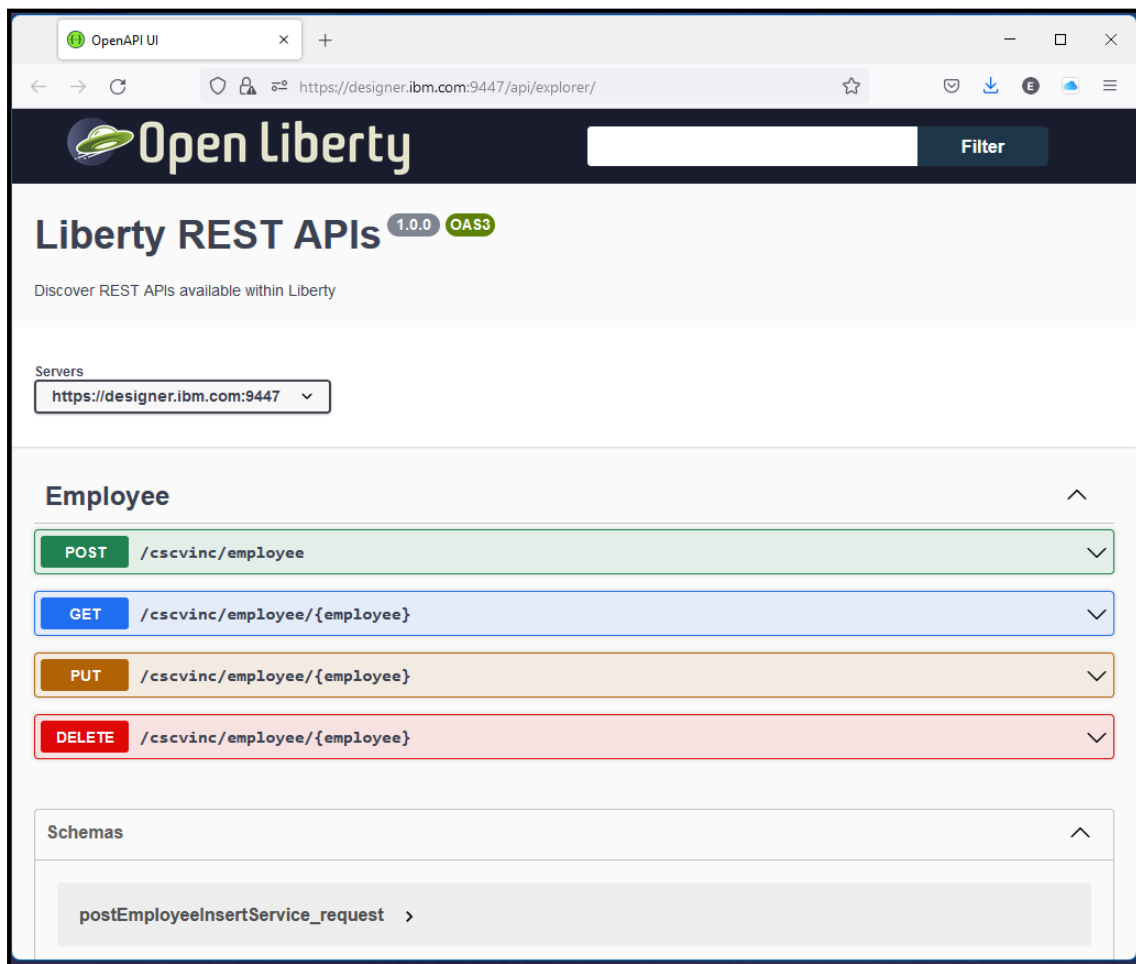 OpenAPI UI
https://designer.ibm.com:9447/api/explorer/
E
Open Liberty
Filter
Liberty REST APIs 1.0.0 OAS3
Discover REST APIs available within Liberty
Servers
https://designer.ibm.com:9447
Employee
POST /cscvinc/employee
GET /cscvinc/employee/{employee}
PUT /cscvinc/employee/{employee}
DELETE /cscvinc/employee/{employee}
Schemas
postEmployeeInsertService_request